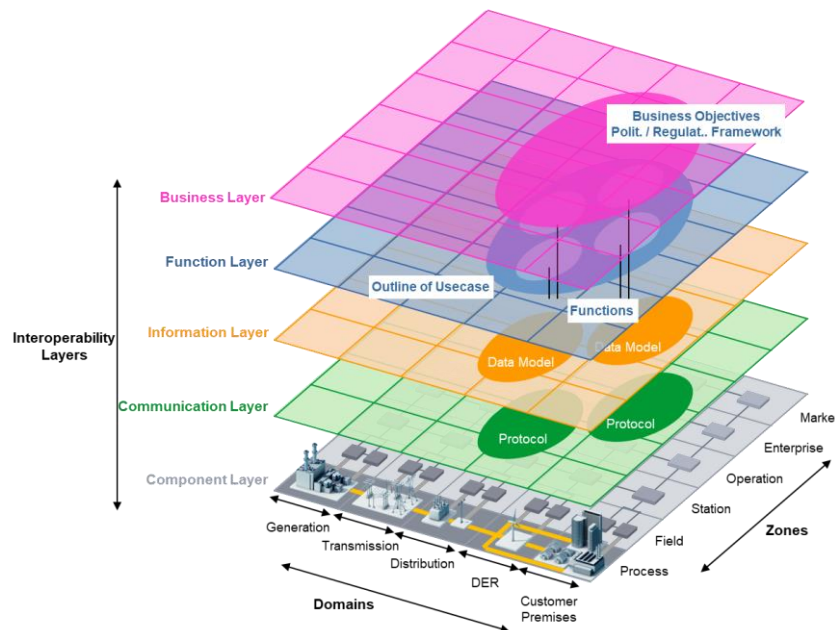 Business Objectives
Polit. / Regulat.. Framework
Business Layer
Function Layer
Outline of Usecase
Functions
Interoperability
Layers
Information Layer
Data Model
Data Model
Communication Layer
Protocol
Protocol
Component Layer
Marke
Enterprise
Operation
Station
Field
Process
Zones
Generation
Transmission
Distribution
DER
Customer
Premises
Domains